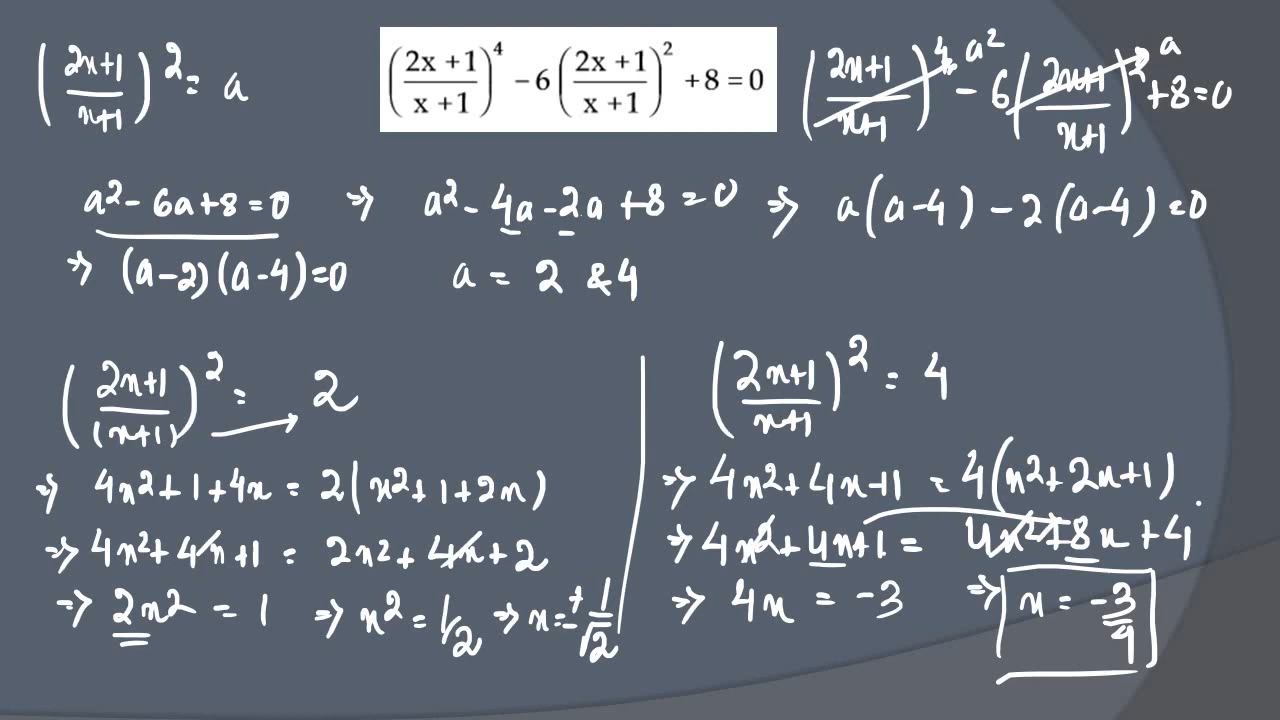 ((2x+1)/(x+1))² = a
((2x+1)/(x+1))⁴ − 6((2x+1)/(x+1))² + 8 = 0
((2x+1)/(x+1))⁴ a² − 6((2x+1)/(x+1))² a + 8 = 0
a² − 6a + 8 = 0 ⇒ a² − 4a − 2a + 8 = 0 ⇒ a(a−4) − 2(a−4) = 0
⇒ (a−2)(a−4) = 0 a = 2 & 4
((2x+1)/(x+1))² = 2
⇒ 4x² + 1 + 4x = 2(x² + 1 + 2x)
⇒ 4x² + 4x + 1 = 2x² + 4x + 2
⇒ 2x² = 1 ⇒ x² = 1/2 ⇒ x = ± 1/√2
((2x+1)/(x+1))² = 4
⇒ 4x² + 4x + 1 = 4(x² + 2x + 1)
⇒ 4x² + 4x + 1 = 4x² + 8x + 4
⇒ 4x = −3 ⇒ x = −3/4